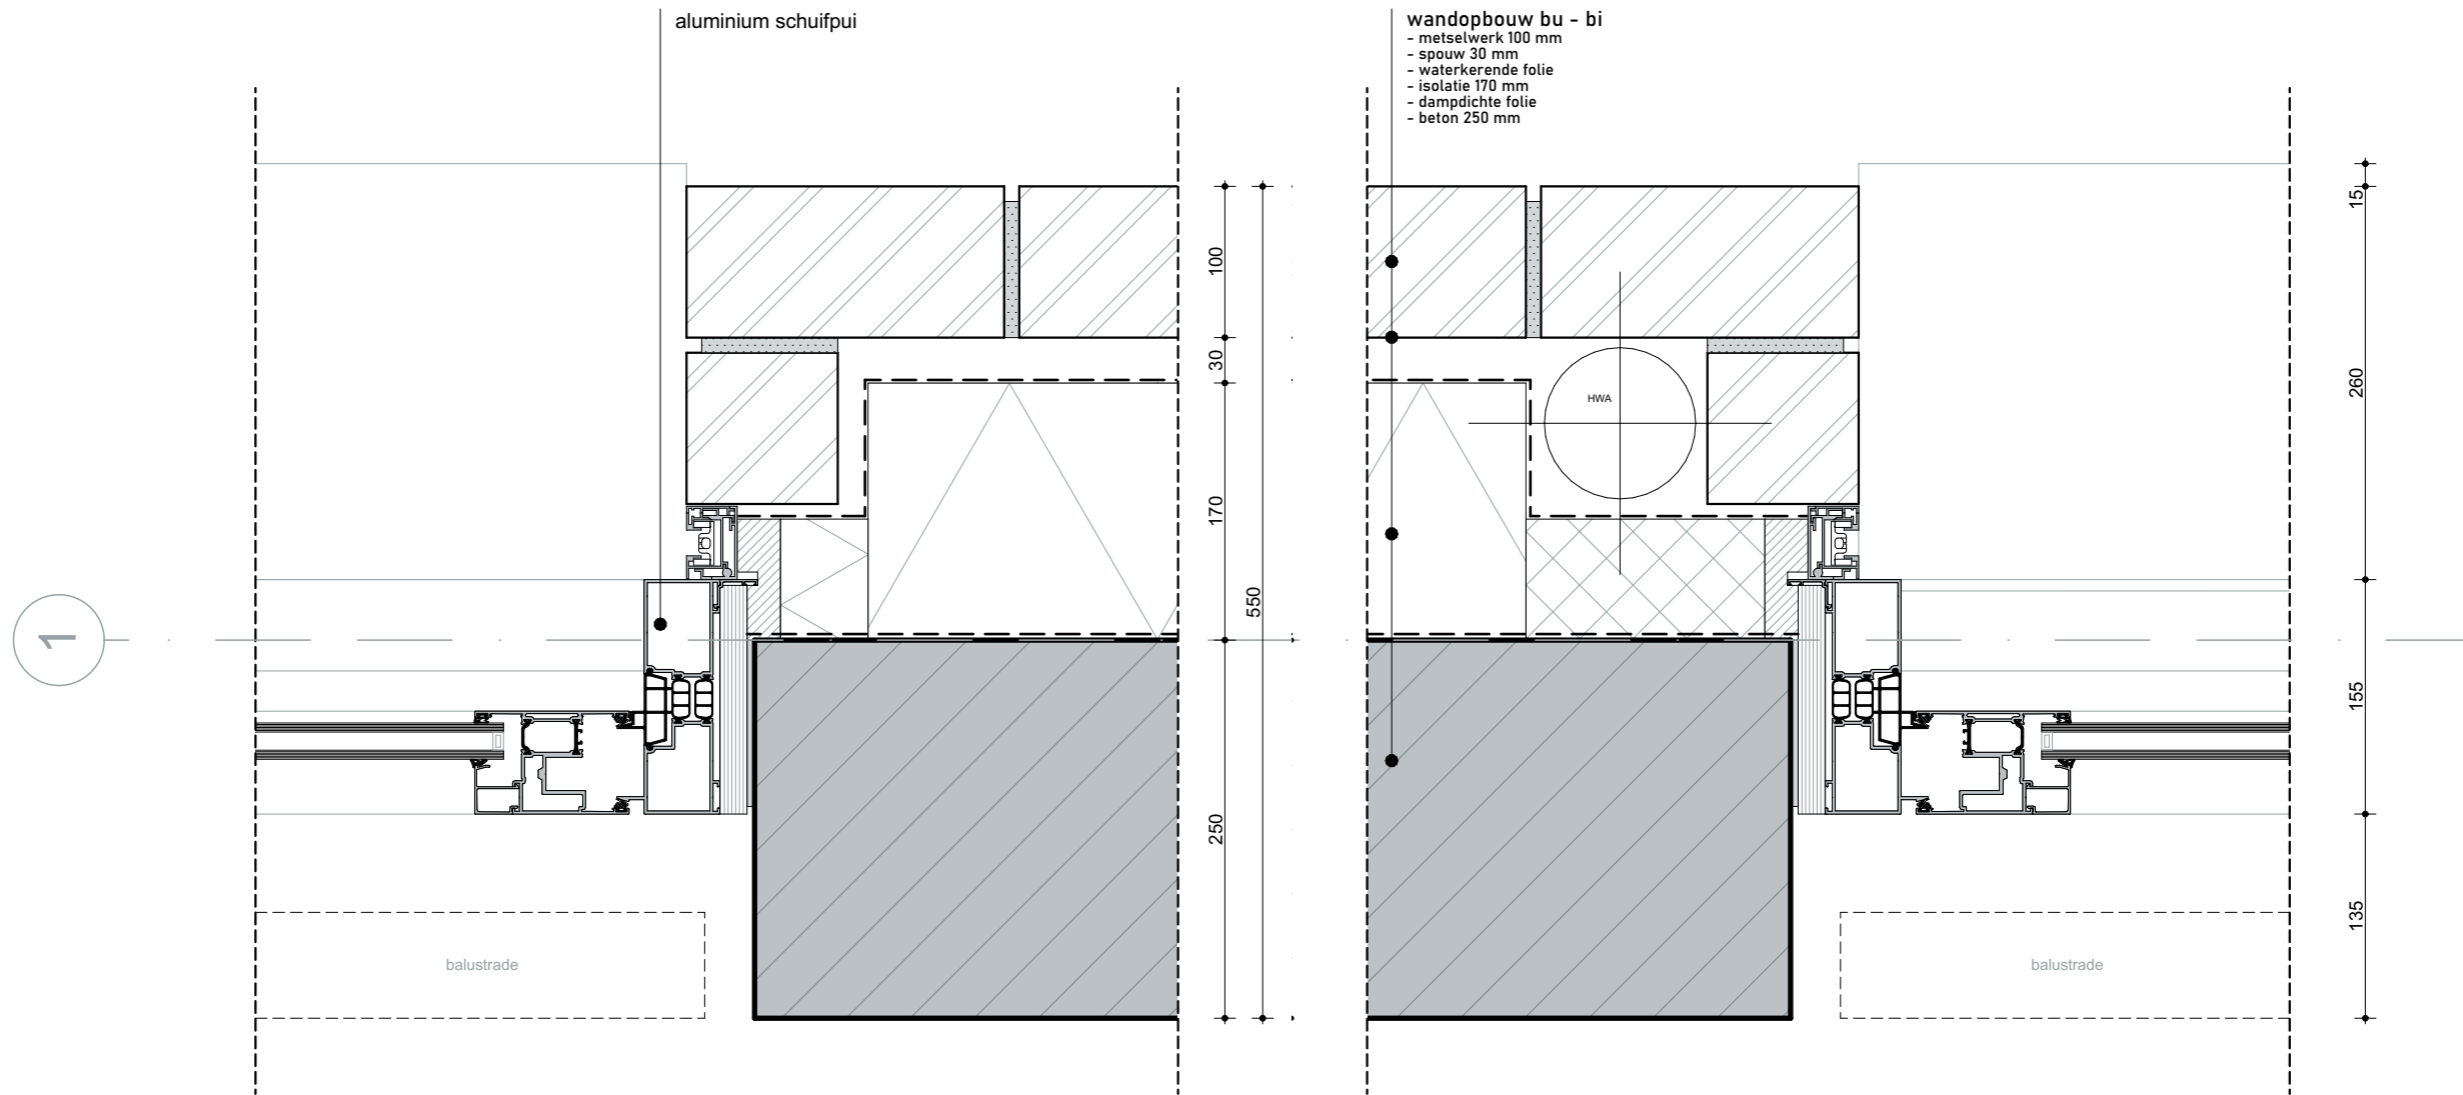 aluminium schuifpui
wandopbouw bu - bi
- metselwerk 100 mm
- spouw 30 mm
- waterkerende folie
- isolatie 170 mm
- dampdichte folie
- beton 250 mm
15
100
30
260
HWA
170
550
1
155
250
135
balustrade
balustrade